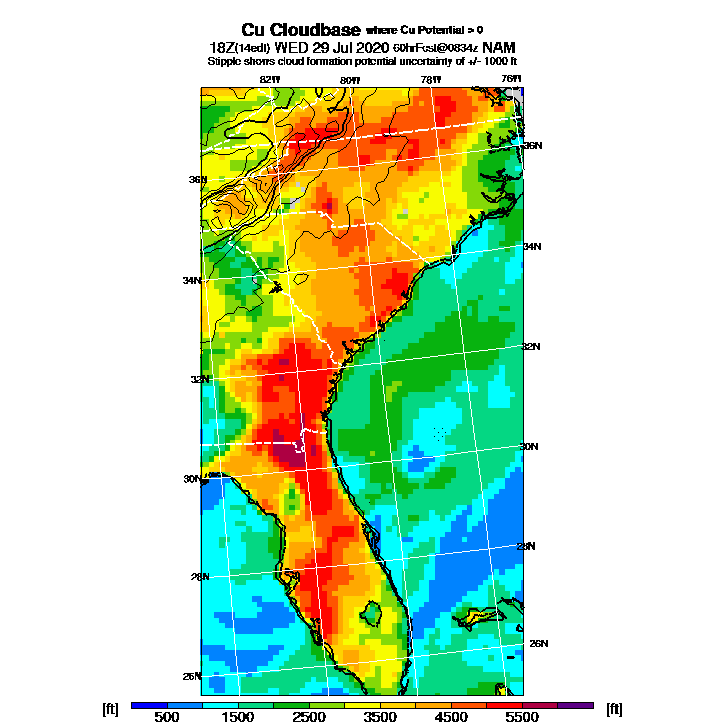 Cu Cloudbase where Cu Potential > 0
18Z(14edt) WED 29 Jul 2020 60hrFcst@0834z NAM
Stipple shows cloud formation potential uncertainty of +/- 1000 ft
82W 80W 78W 76W
36N
36N
34N
34N
32N
32N
30N
30N
28N
28N
26N
26N
[ft] [ft]
500 1500 2500 3500 4500 5500